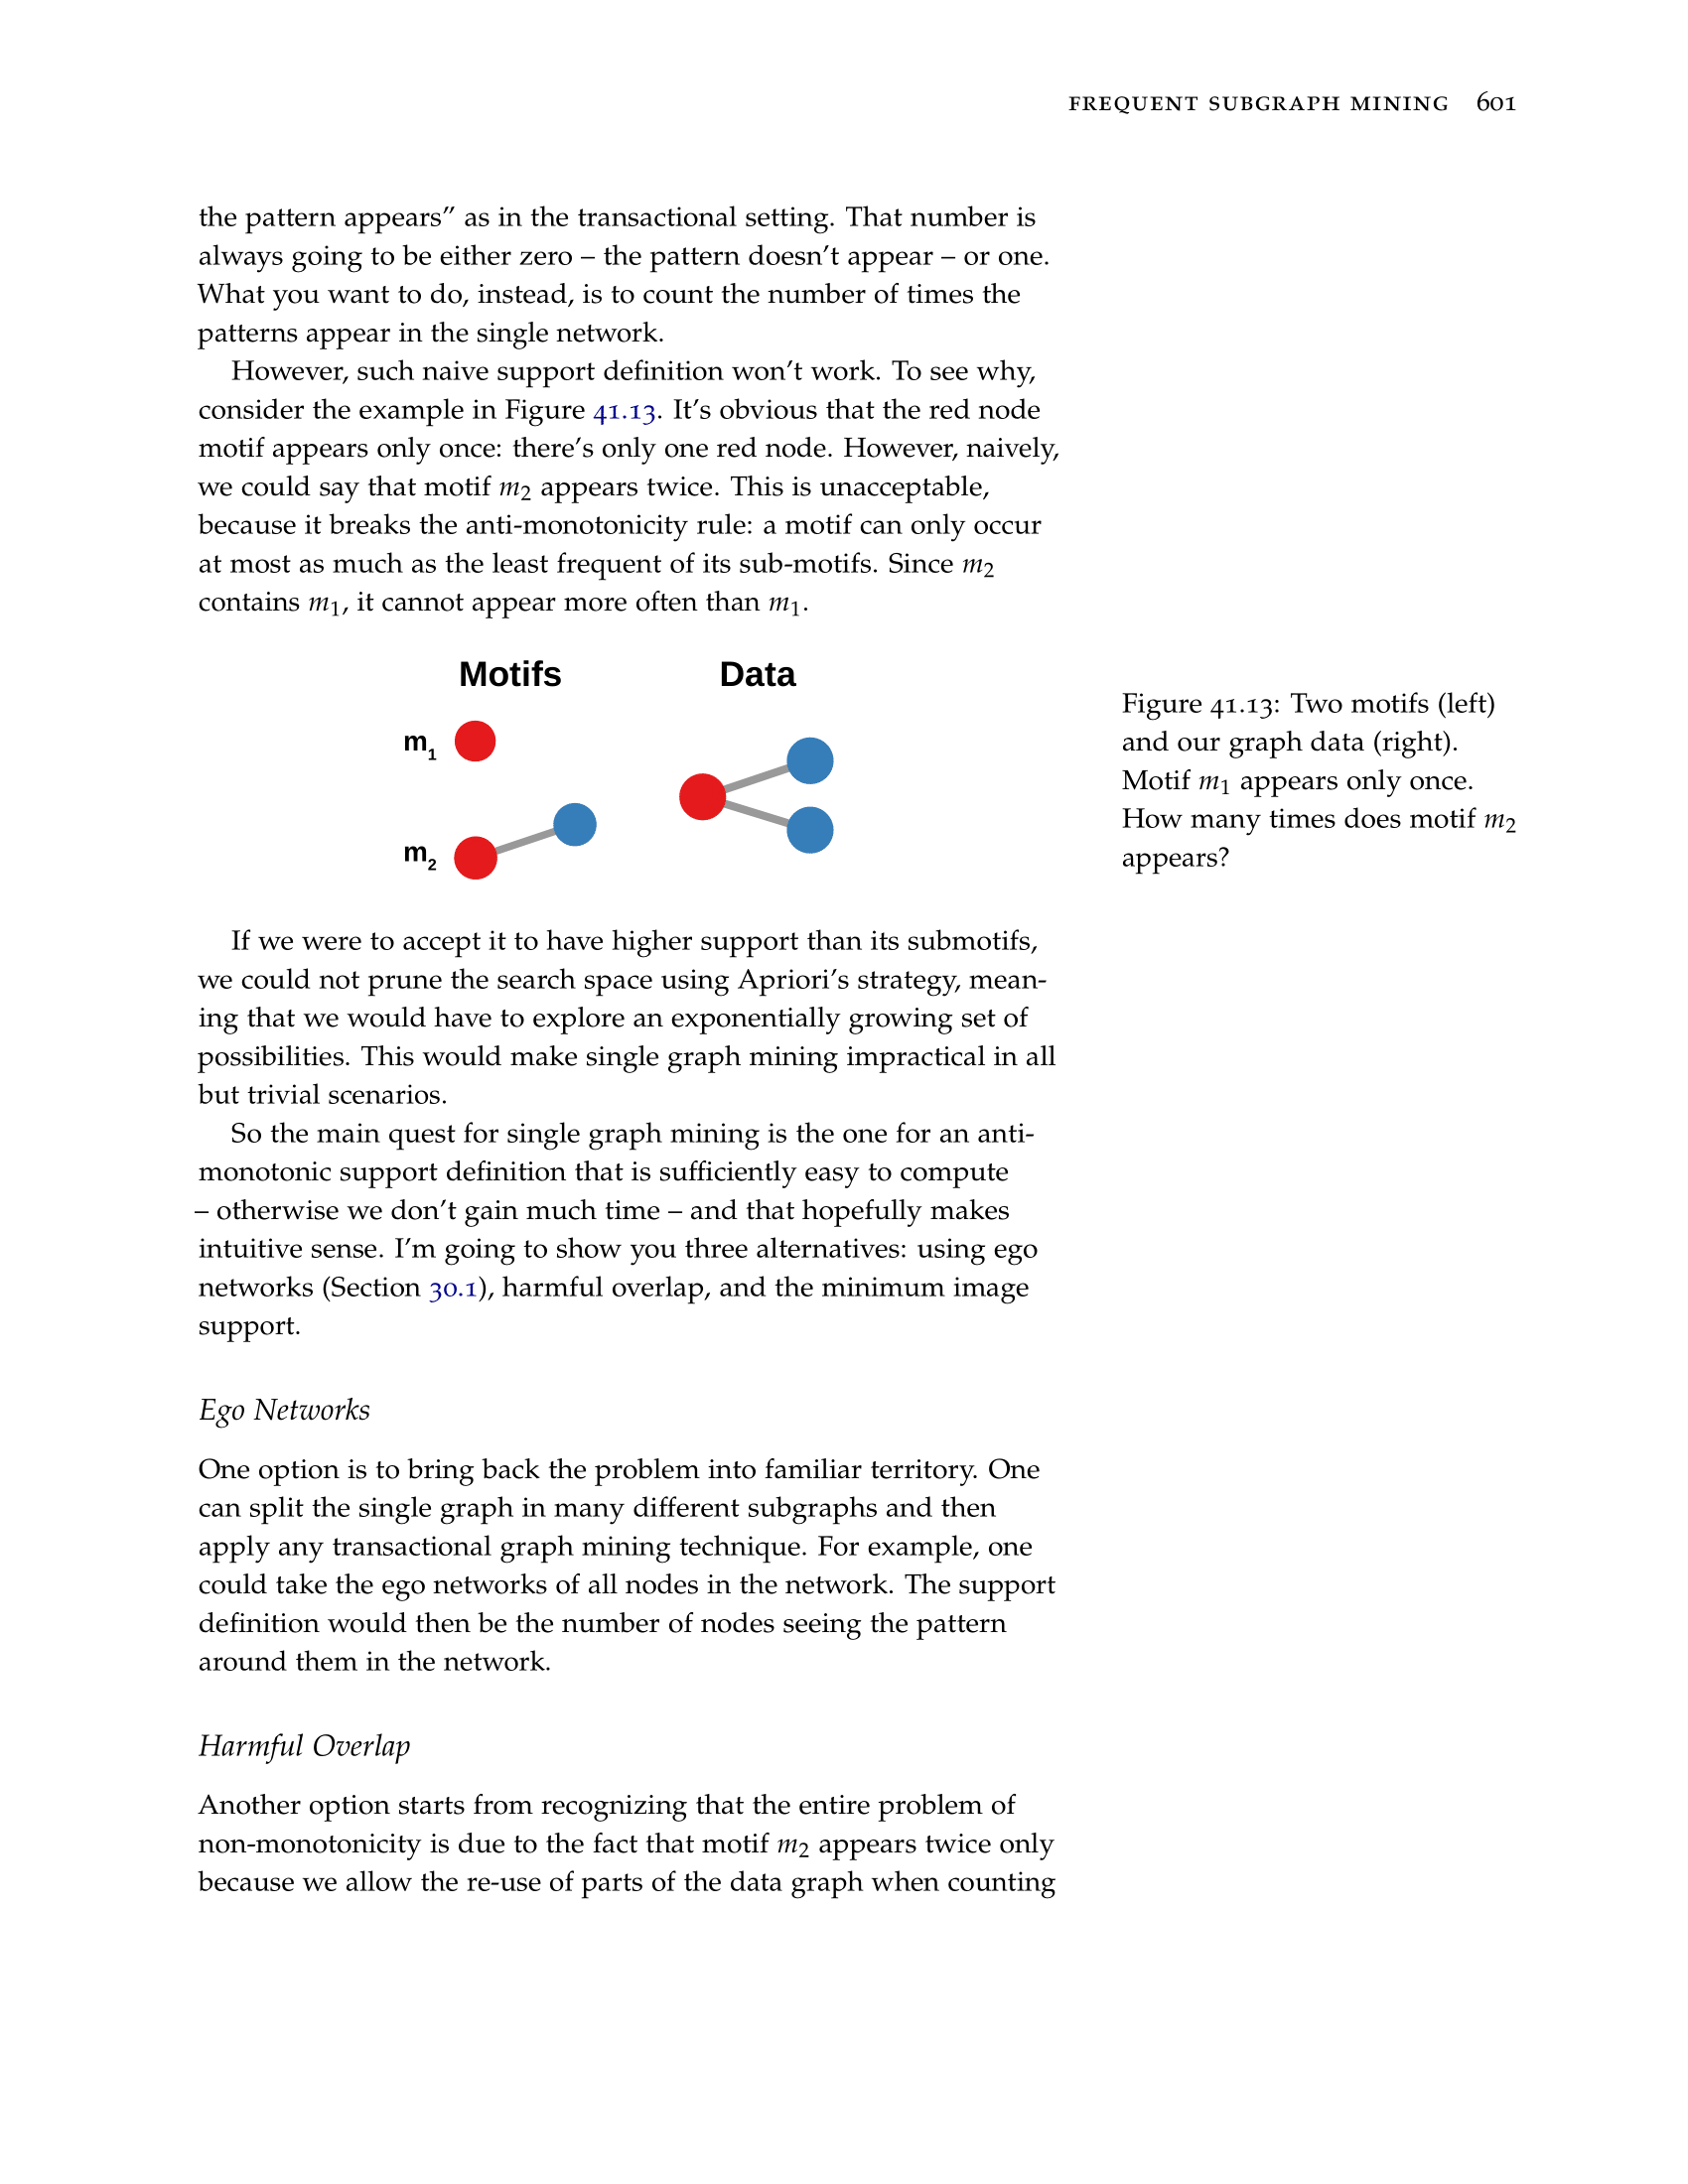 FREQUENT SUBGRAPH MINING 601
the pattern appears” as in the transactional setting. That number is
always going to be either zero – the pattern doesn’t appear – or one.
What you want to do, instead, is to count the number of times the
patterns appear in the single network.
However, such naive support definition won’t work. To see why,
consider the example in Figure 41.13. It’s obvious that the red node
motif appears only once: there’s only one red node. However, naively,
we could say that motif m2 appears twice. This is unacceptable,
because it breaks the anti-monotonicity rule: a motif can only occur
at most as much as the least frequent of its sub-motifs. Since m2
contains m1, it cannot appear more often than m1.
Motifs Data
m1
m2
Figure 41.13: Two motifs (left)
and our graph data (right).
Motif m1 appears only once.
How many times does motif m2
appears?
If we were to accept it to have higher support than its submotifs,
we could not prune the search space using Apriori’s strategy, mean-
ing that we would have to explore an exponentially growing set of
possibilities. This would make single graph mining impractical in all
but trivial scenarios.
So the main quest for single graph mining is the one for an anti-
monotonic support definition that is sufficiently easy to compute
– otherwise we don’t gain much time – and that hopefully makes
intuitive sense. I’m going to show you three alternatives: using ego
networks (Section 30.1), harmful overlap, and the minimum image
support.
Ego Networks
One option is to bring back the problem into familiar territory. One
can split the single graph in many different subgraphs and then
apply any transactional graph mining technique. For example, one
could take the ego networks of all nodes in the network. The support
definition would then be the number of nodes seeing the pattern
around them in the network.
Harmful Overlap
Another option starts from recognizing that the entire problem of
non-monotonicity is due to the fact that motif m2 appears twice only
because we allow the re-use of parts of the data graph when counting